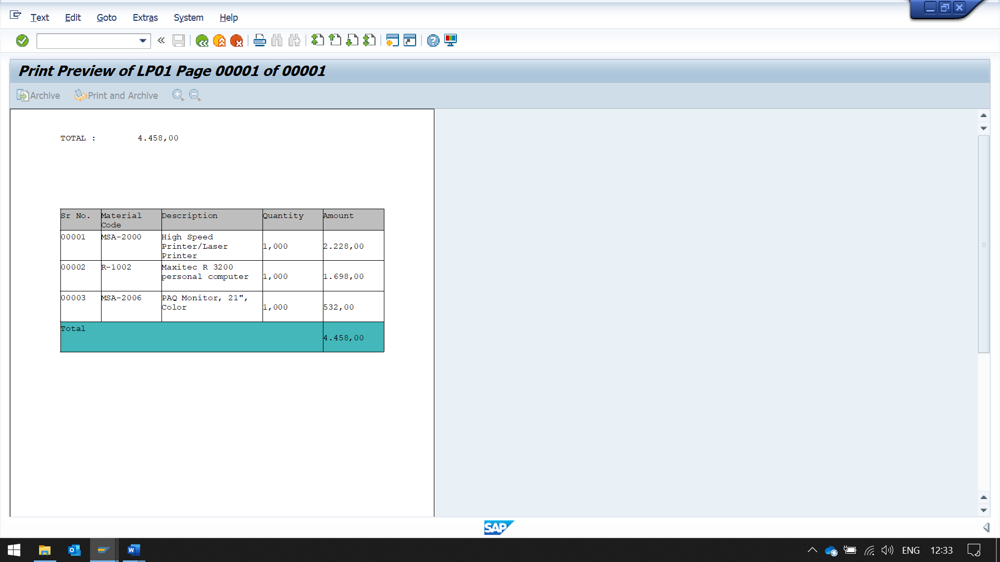 Text Edit Goto Extras System Help
Print Preview of LP01 Page 00001 of 00001
Archive Print and Archive
TOTAL : 4.458,00
Sr No. Material Code Description Quantity Amount
00001 MSA-2000 High Speed Printer/Laser Printer 1,000 2.228,00
00002 R-1002 Maxitec R 3200 personal computer 1,000 1.698,00
00003 MSA-2006 PAQ Monitor, 21", Color 1,000 532,00
Total 4.458,00
SAP
ENG 12:33